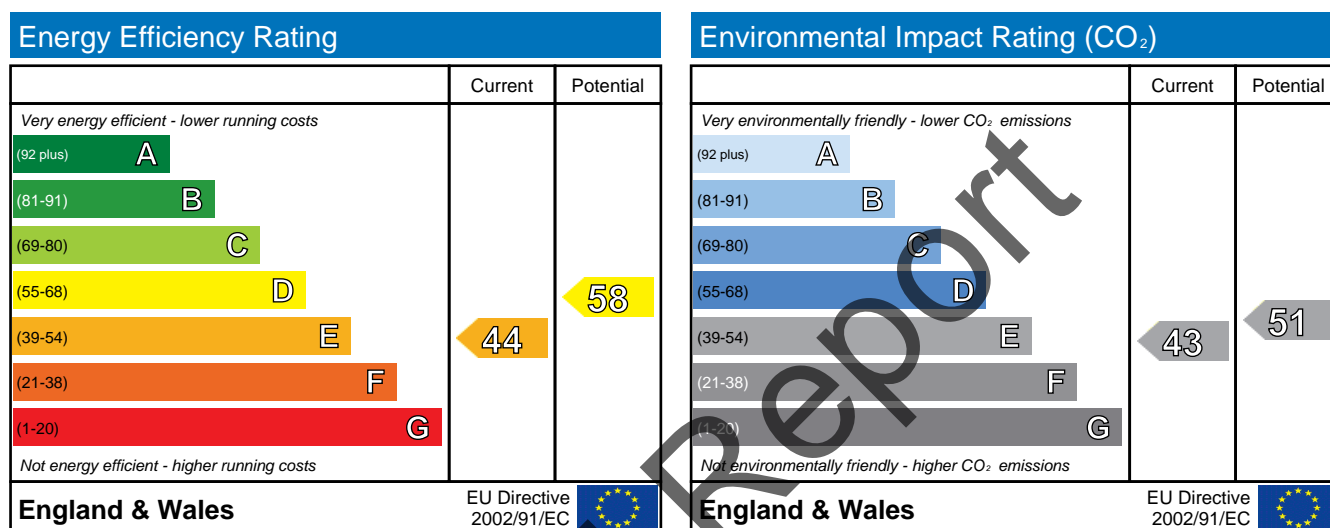 Energy Efficiency Rating
Current Potential
Very energy efficient - lower running costs
(92 plus) A
(81-91) B
(69-80) C
(55-68) D
(39-54) E
(21-38) F
(1-20) G
44
58
Not energy efficient - higher running costs
England & Wales
EU Directive
2002/91/EC
Environmental Impact Rating (CO₂)
Current Potential
Very environmentally friendly - lower CO₂ emissions
(92 plus) A
(81-91) B
(69-80) C
(55-68) D
(39-54) E
(21-38) F
(1-20) G
43
51
Not environmentally friendly - higher CO₂ emissions
England & Wales
EU Directive
2002/91/EC
Report